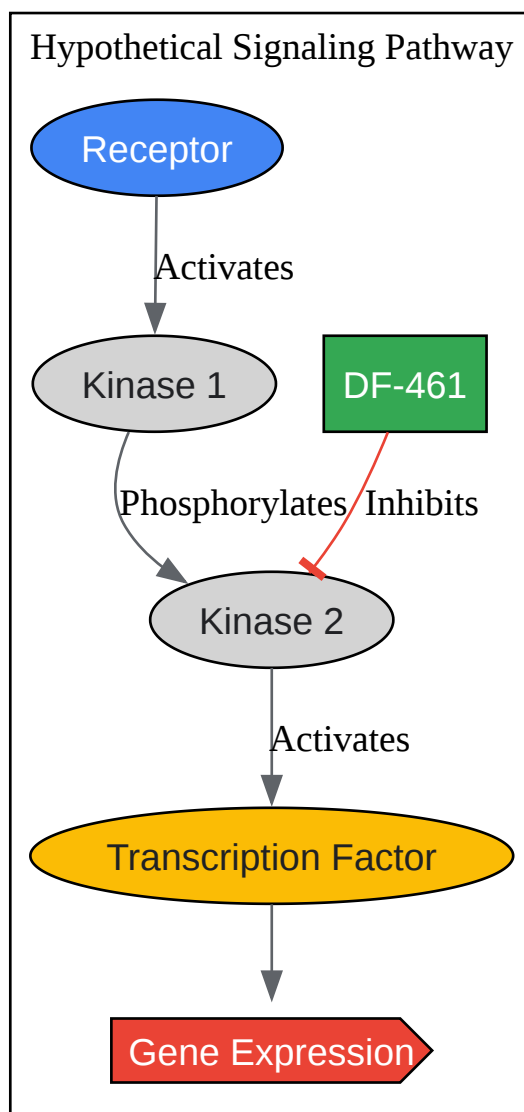 Hypothetical Signaling Pathway
Receptor
Activates
Kinase 1
DF-461
Phosphorylates
Inhibits
Kinase 2
Activates
Transcription Factor
Gene Expression